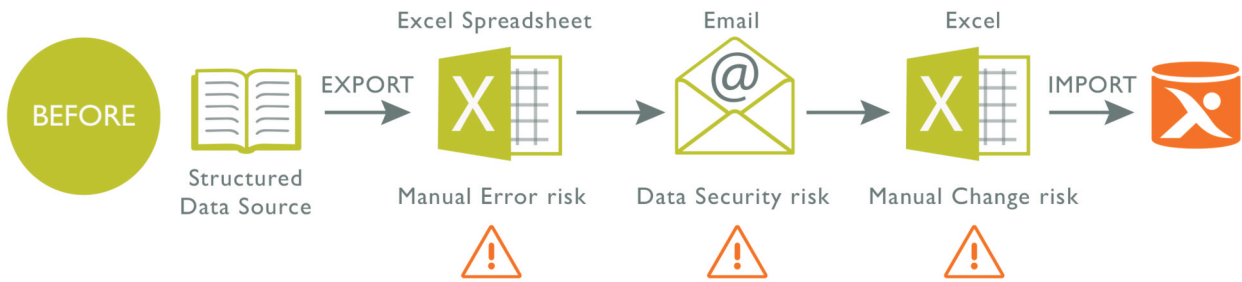 Excel Spreadsheet
Email
Excel
BEFORE
EXPORT
X
@
X
IMPORT
Structured
Data Source
Manual Error risk
Data Security risk
Manual Change risk
!
!
!